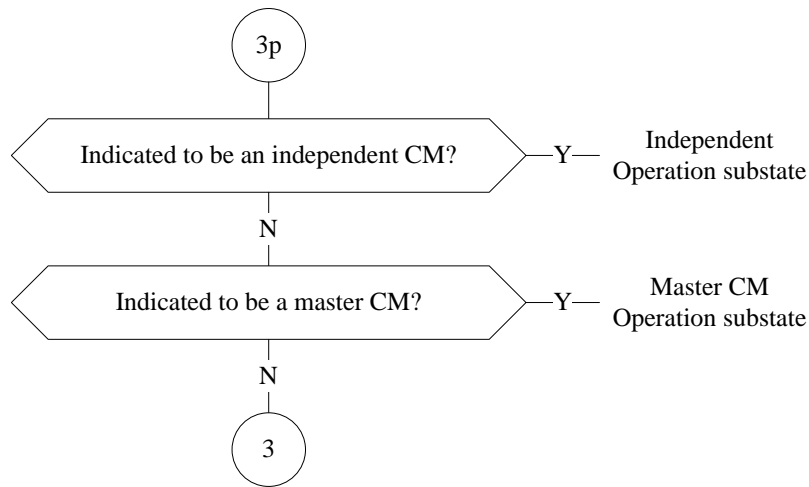 3p
Indicated to be an independent CM?
Y
Independent
Operation substate
N
Indicated to be a master CM?
Y
Master CM
Operation substate
N
3